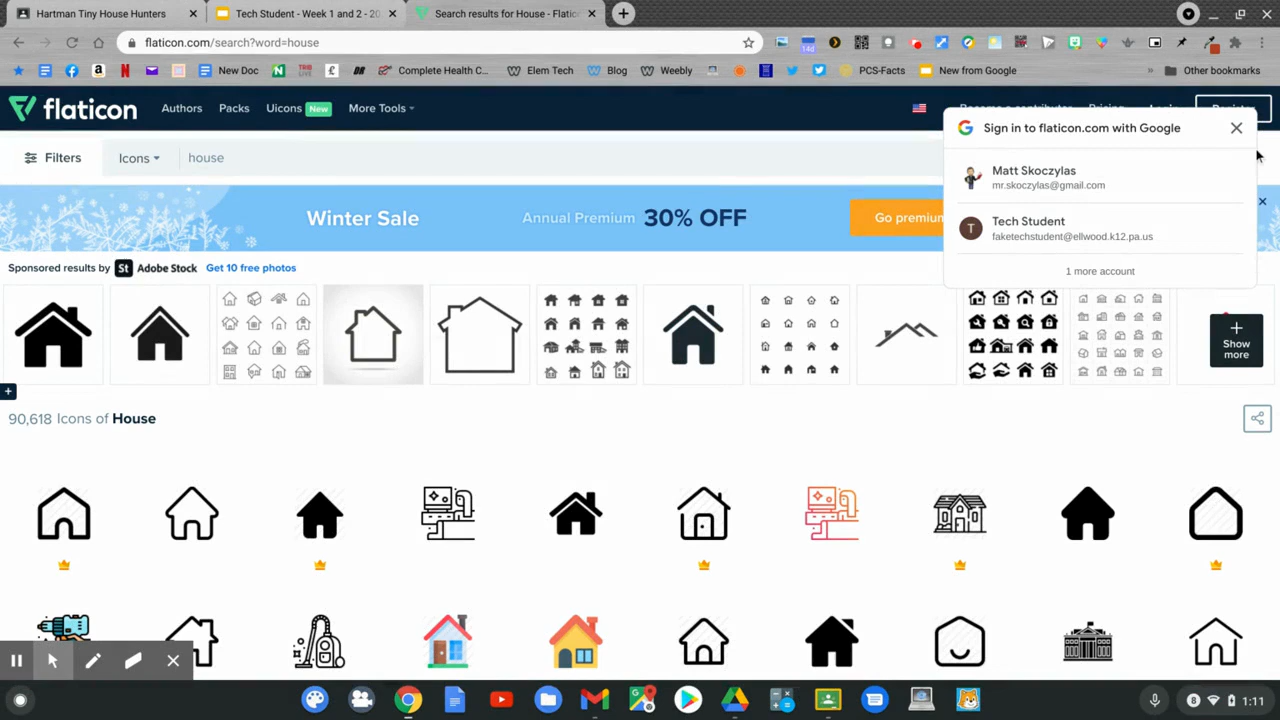 Hartman Tiny House Hunters
Tech Student - Week 1 and 2 - 20
Search results for House - Flatic
flaticon.com/search?word=house
14d
New Doc
Complete Health C...
Elem Tech
Blog
Weebly
PCS-Facts
New from Google
Other bookmarks
flaticon
Authors
Packs
Uicons New
More Tools
Filters
Icons
house
Sign in to flaticon.com with Google
Matt Skoczylas
mr.skoczylas@gmail.com
Tech Student
faketechstudent@ellwood.k12.pa.us
1 more account
Winter Sale
Annual Premium 30% OFF
Go premium
Sponsored results by St Adobe Stock Get 10 free photos
Show
more
90,618 Icons of House
8
1:11